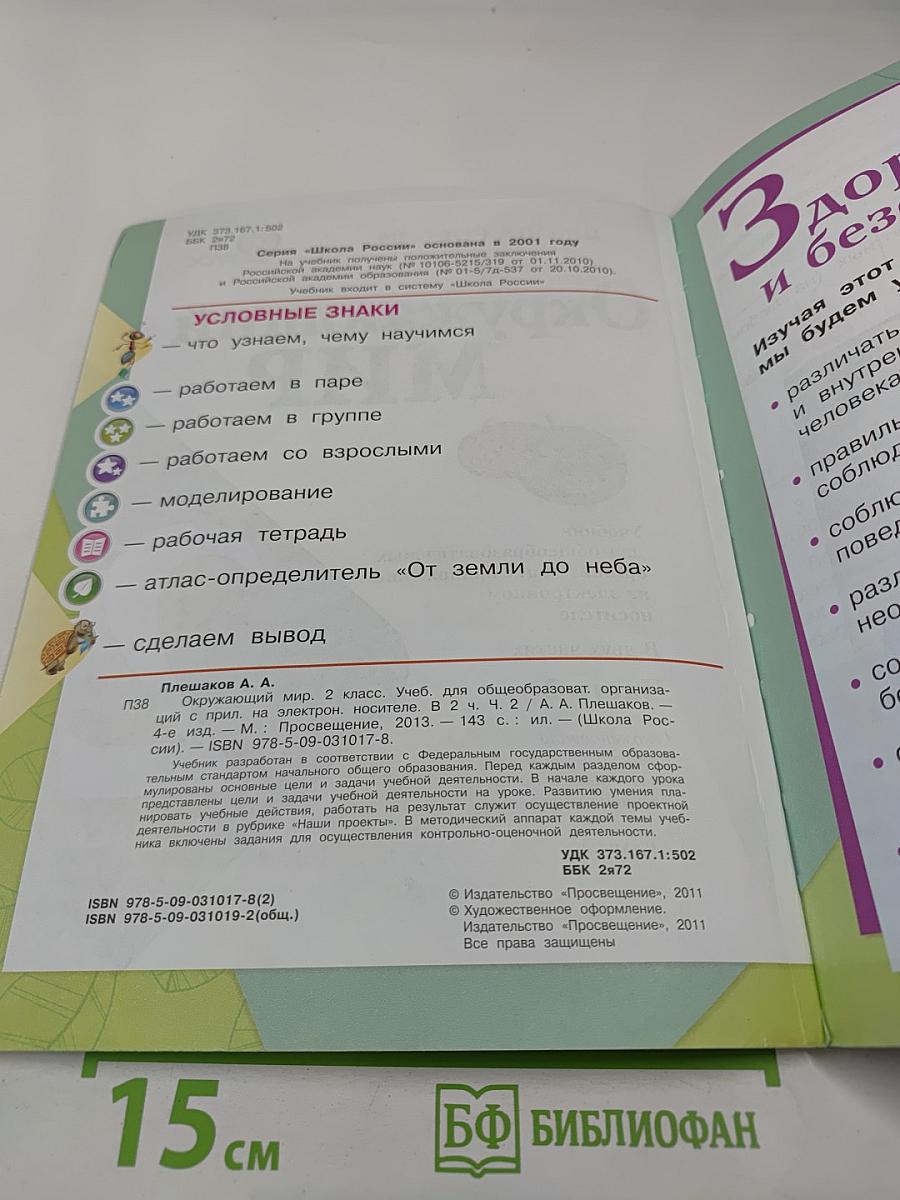 УДК 373.167.1:502
ББК 2я72
П38
Серия «Школа России» основана в 2001 году
На учебник получены положительные заключения
Российской академии наук (№ 10106-5215/319 от 01.11.2010)
и Российской академии образования (№ 01-5/7д-537 от 20.10.2010).
Учебник входит в систему «Школа России»
УСЛОВНЫЕ ЗНАКИ
— что узнаем, чему научимся
— работаем в паре
— работаем в группе
— работаем со взрослыми
— моделирование
— рабочая тетрадь
— атлас-определитель «От земли до неба»
— сделаем вывод
Плешаков А. А.
П38 Окружающий мир. 2 класс. Учеб. для общеобразоват. организа-
ций с прил. на электрон. носителе. В 2 ч. Ч. 2 / А. А. Плешаков. —
4-е изд. — М. : Просвещение, 2013. — 143 с. : ил. — (Школа Рос-
сии). — ISBN 978-5-09-031017-8.
Учебник разработан в соответствии с Федеральным государственным образова-
тельным стандартом начального общего образования. Перед каждым разделом сфор-
мулированы основные цели и задачи учебной деятельности. В начале каждого урока
представлены цели и задачи учебной деятельности на уроке. Развитию умения пла-
нировать учебные действия, работать на результат служит осуществление проектной
деятельности в рубрике «Наши проекты». В методический аппарат каждой темы учеб-
ника включены задания для осуществления контрольно-оценочной деятельности.
УДК 373.167.1:502
ББК 2я72
ISBN 978-5-09-031017-8(2)
ISBN 978-5-09-031019-2(общ.)
© Издательство «Просвещение», 2011
© Художественное оформление.
Издательство «Просвещение», 2011
Все права защищены
Здор
и безо
Изучая этот
мы будем у
• различать
и внутрен
человека
• правиль
соблюд
• соблю
повед
• разл
нео
• со
бе
15 см
БФ БИБЛИОФАН